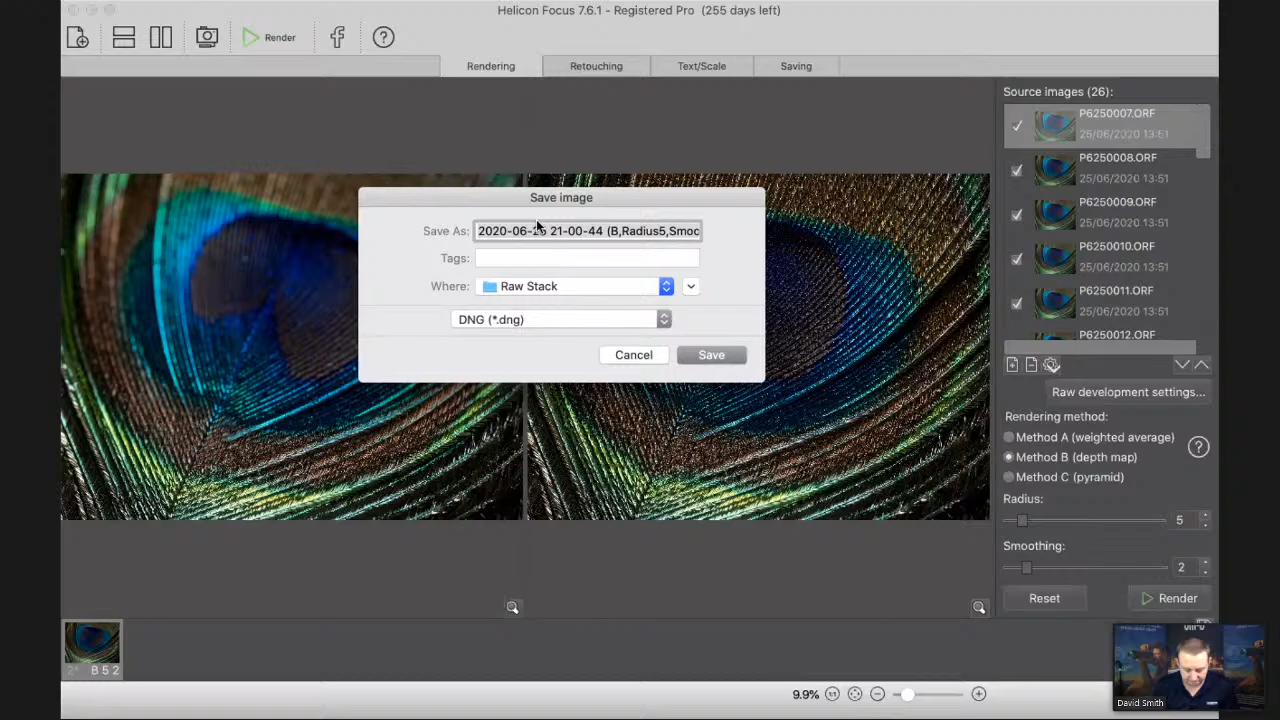 Helicon Focus 7.6.1 - Registered Pro (255 days left)
Render
Rendering
Retouching
Text/Scale
Saving
Source images (26):
P6250007.ORF
25/06/2020 13:51
P6250008.ORF
25/06/2020 13:51
P6250009.ORF
25/06/2020 13:51
P6250010.ORF
25/06/2020 13:51
P6250011.ORF
25/06/2020 13:51
P6250012.ORF
Save image
Save As: 2020-06-25 21-00-44 (B,Radius5,Smoo
Tags:
Where: Raw Stack
DNG (*.dng)
Cancel
Save
Raw development settings...
Rendering method:
Method A (weighted average)
Method B (depth map)
Method C (pyramid)
Radius:
5
Smoothing:
2
Reset
Render
B 5 2
9.9%
1:1
David Smith